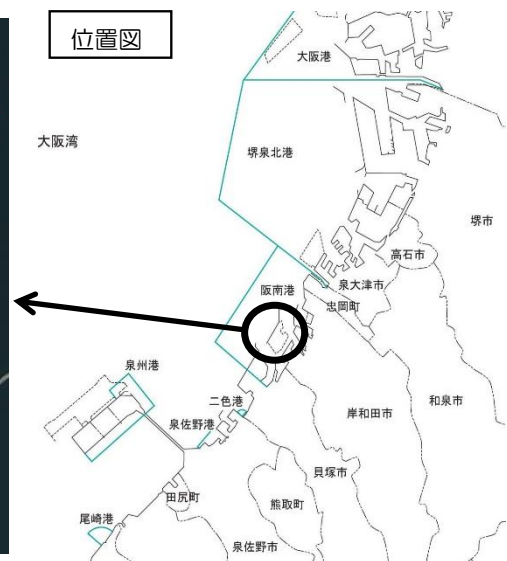 位置図
大阪港
大阪湾
堺泉北港
堺市
高石市
泉大津市
阪南港
忠岡町
泉州港
二色港
和泉市
岸和田市
泉佐野港
貝塚市
田尻町
熊取町
尾崎港
泉佐野市